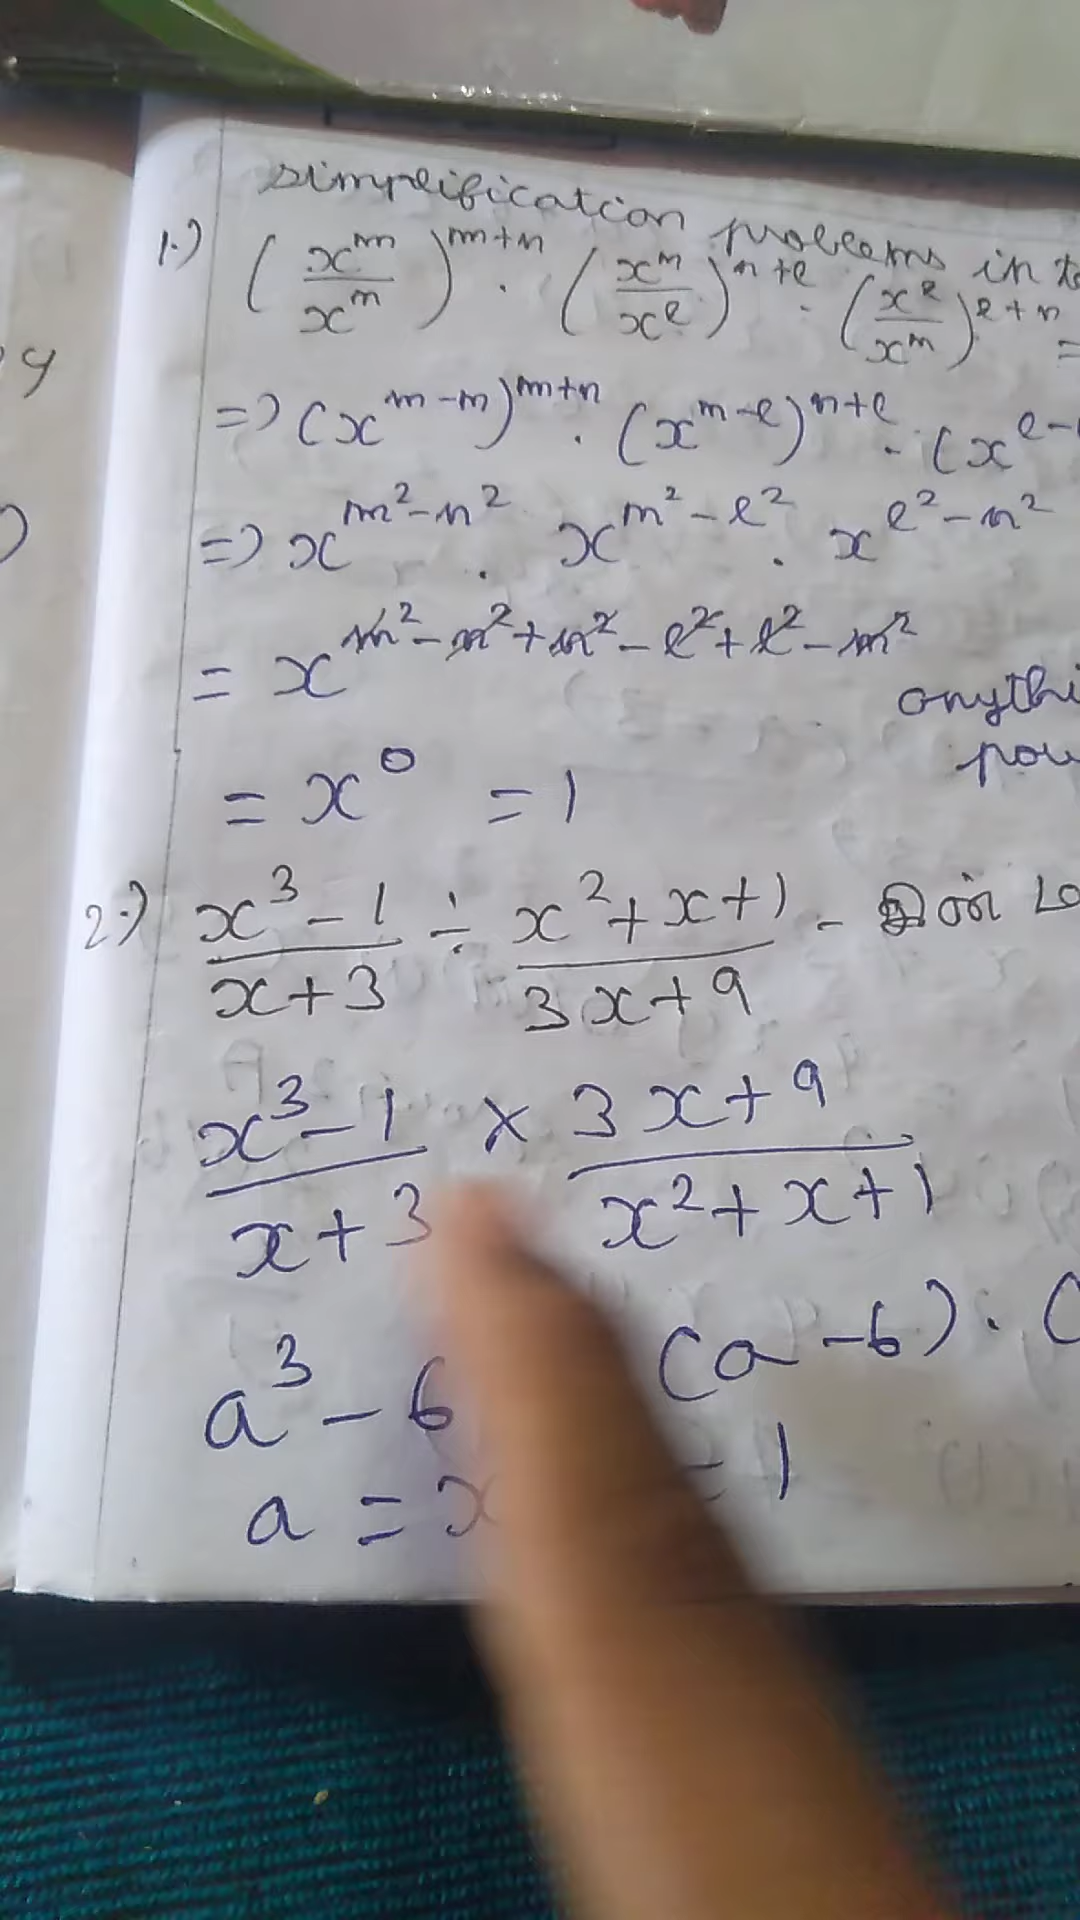 simplification problems in
1.) (x^m/x^m)^m+n . (x^m/x^l)^n+l . (x^l/x^m)^l+n =
=> (x^m-n)^m+n . (x^m-l)^n+l . (x^l-
=> x^m²-n² . x^m²-l² . x^l²-n²
= x^m²-n²+n²-l²+l²-m²
= x^0 = 1
2.) x³-1/x+3 ÷ x²+x+1/3x+9 - இன்
x³-1/x+3 × 3x+9/x²+x+1
a³-b (a-b).(
a = x = 1